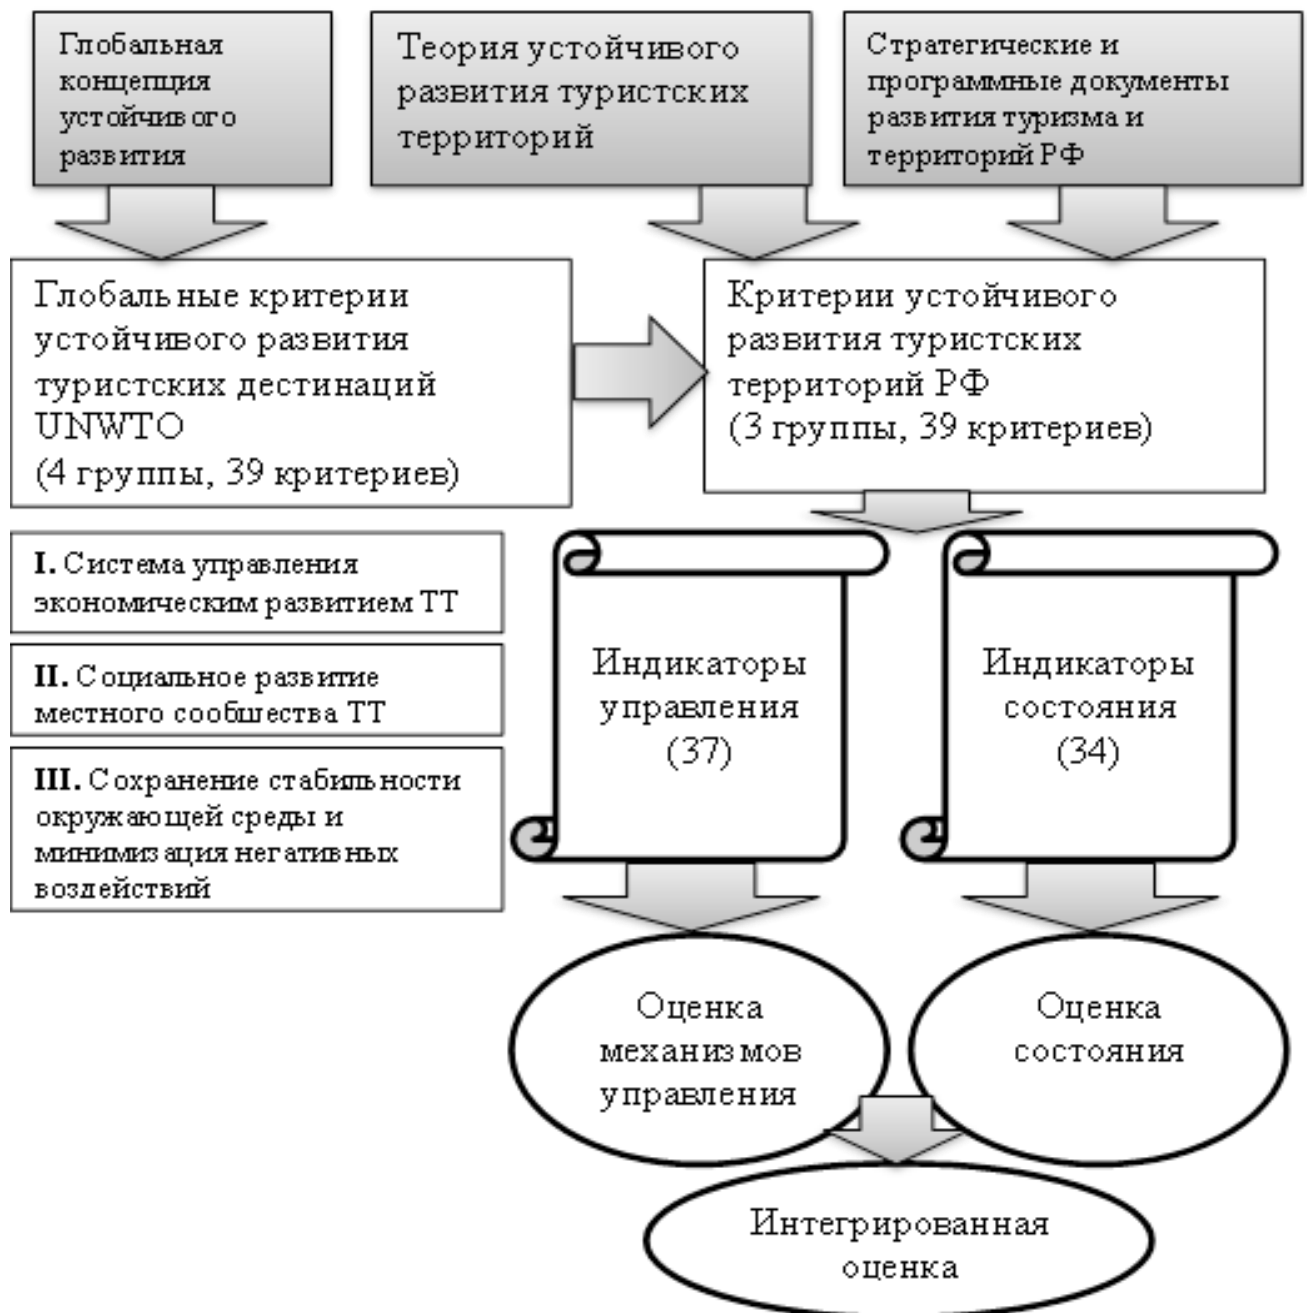 Глобальная
концепция
устойчивого
развития
Теория устойчивого
развития туристских
территорий
Стратегические и
программные документы
развития туризма и
территорий РФ
Глобальные критерии
устойчивого развития
туристских дестинаций
UNWTO
(4 группы, 39 критериев)
Критерии устойчивого
развития туристских
территорий РФ
(3 группы, 39 критериев)
I. Система управления
экономическим развитием ТТ
II. Социальное развитие
местного сообшества ТТ
III. Сохранение стабильности
окружающей среды и
минимизация негативных
воздействий
Индикаторы
управления
(37)
Индикаторы
состояния
(34)
Оценка
механизмов
управления
Оценка
состояния
Интегрированная
оценка